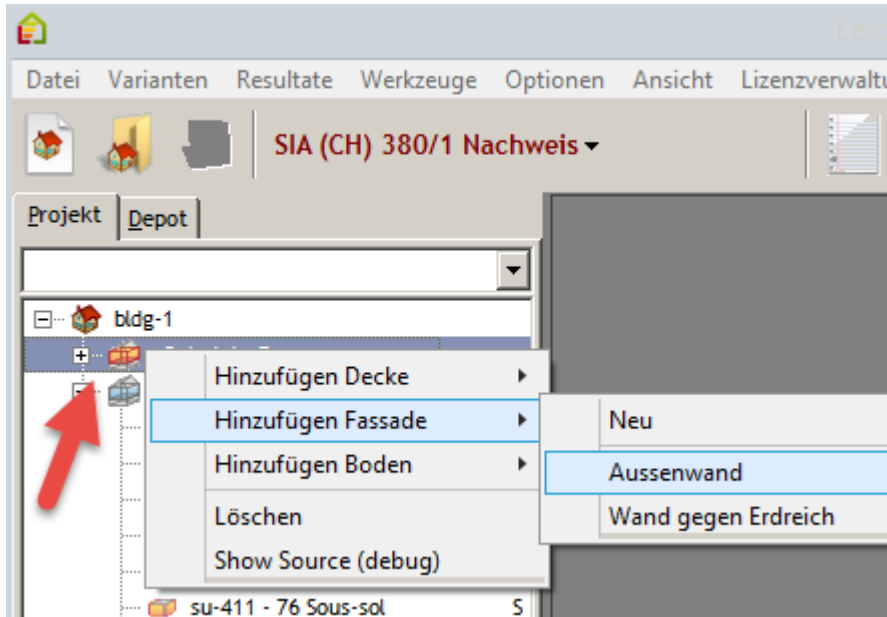 Datei Varianten Resultate Werkzeuge Optionen Ansicht
SIA (CH) 380/1 Nachweis
Projekt Depot
bldg-1
Hinzufügen Decke
Hinzufügen Fassade
Hinzufügen Boden
Löschen
Show Source (debug)
Neu
Aussenwand
Wand gegen Erdreich
su-411 - 76 Sous-sol S